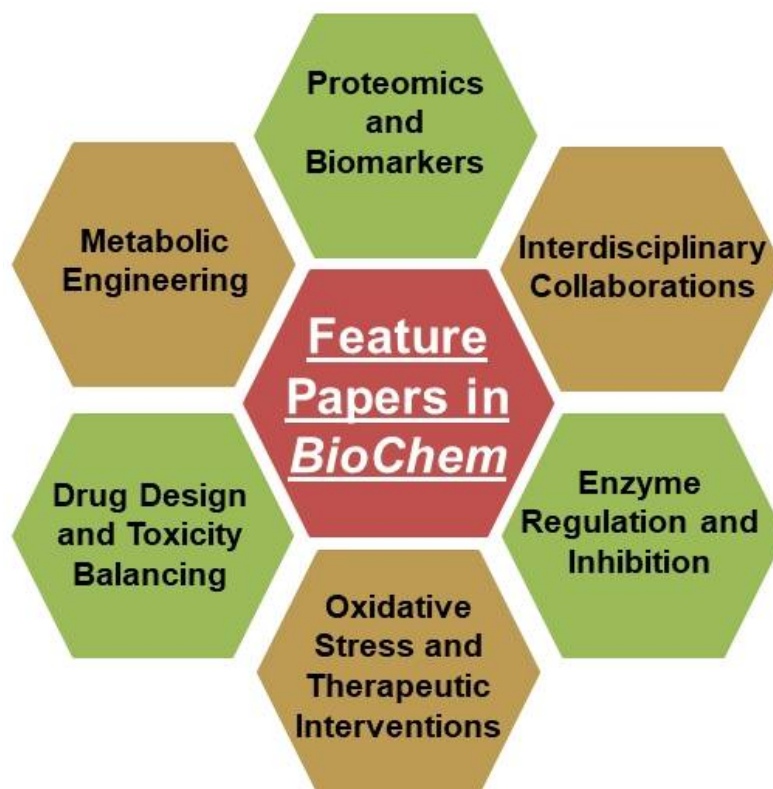 Proteomics
and
Biomarkers
Metabolic
Engineering
Interdisciplinary
Collaborations
Feature
Papers in
BioChem
Drug Design
and Toxicity
Balancing
Enzyme
Regulation and
Inhibition
Oxidative
Stress and
Therapeutic
Interventions